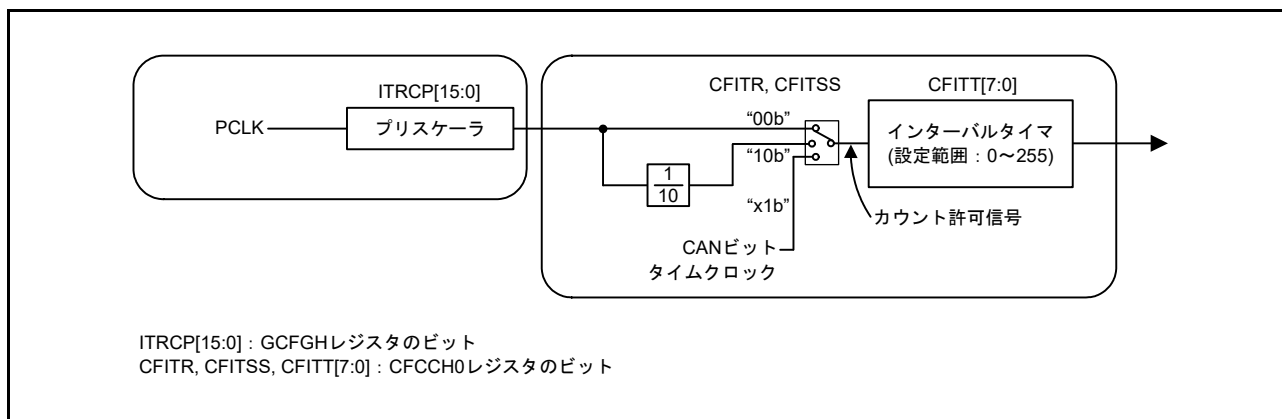 ITRCP[15:0]
PCLK
プリスケーラ
CFITR, CFITSS
CFITT[7:0]
“00b”
“10b”
1
10
“x1b”
インターバルタイマ
(設定範囲：0～255)
カウント許可信号
CANビット
タイムクロック
ITRCP[15:0]：GCFGHレジスタのビット
CFITR, CFITSS, CFITT[7:0]：CFCCH0レジスタのビット